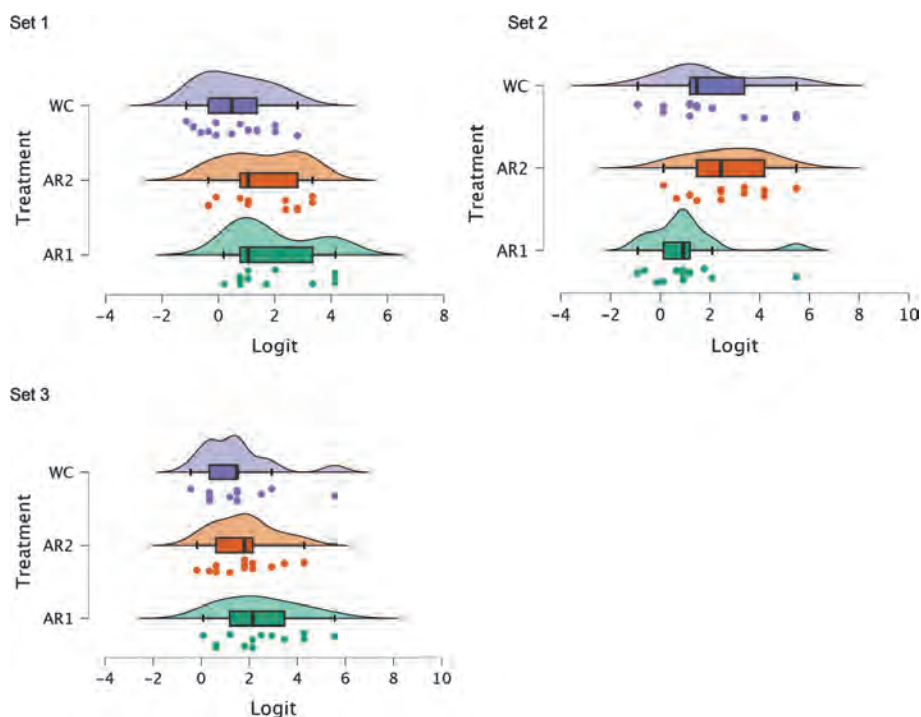 Set 1
WC
AR2
AR1
Treatment
−2 0 2 4 6 8
Logit
Set 2
WC
AR2
AR1
Treatment
−4 −2 0 2 4 6 8 10
Logit
Set 3
WC
AR2
AR1
Treatment
−4 −2 0 2 4 6 8 10
Logit